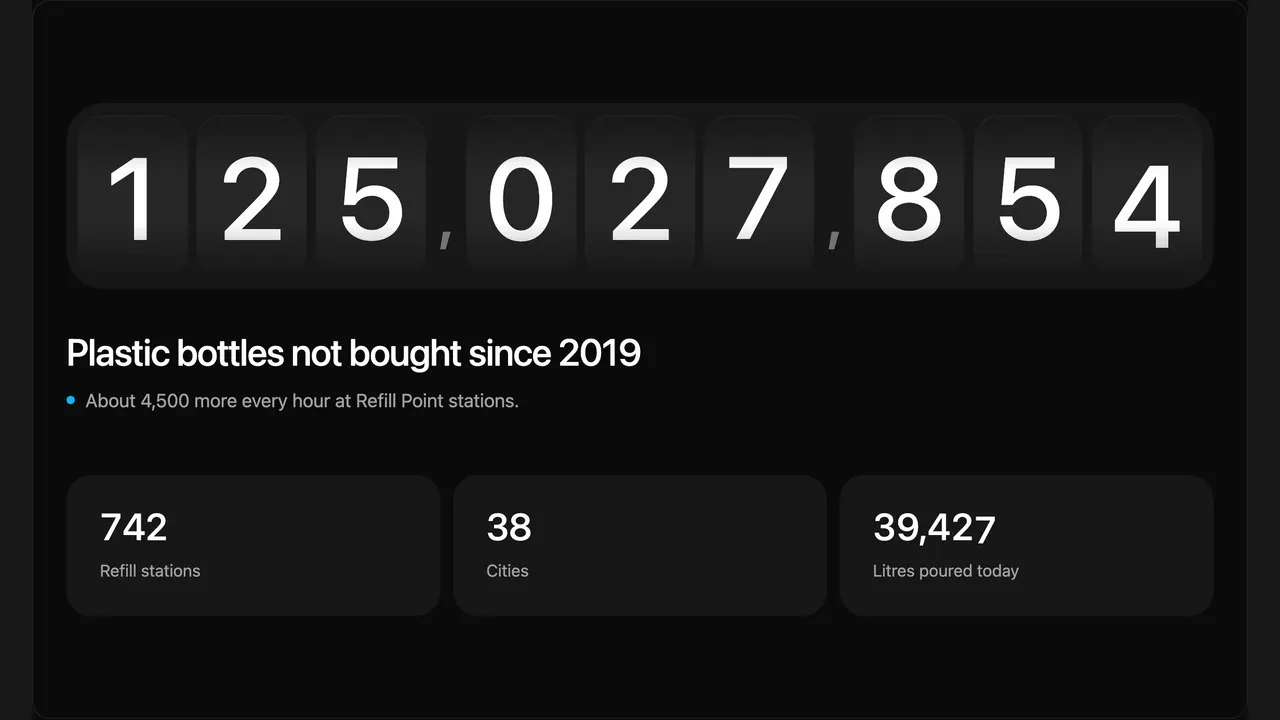 125,027,854
Plastic bottles not bought since 2019
About 4,500 more every hour at Refill Point stations.
742
Refill stations
38
Cities
39,427
Litres poured today